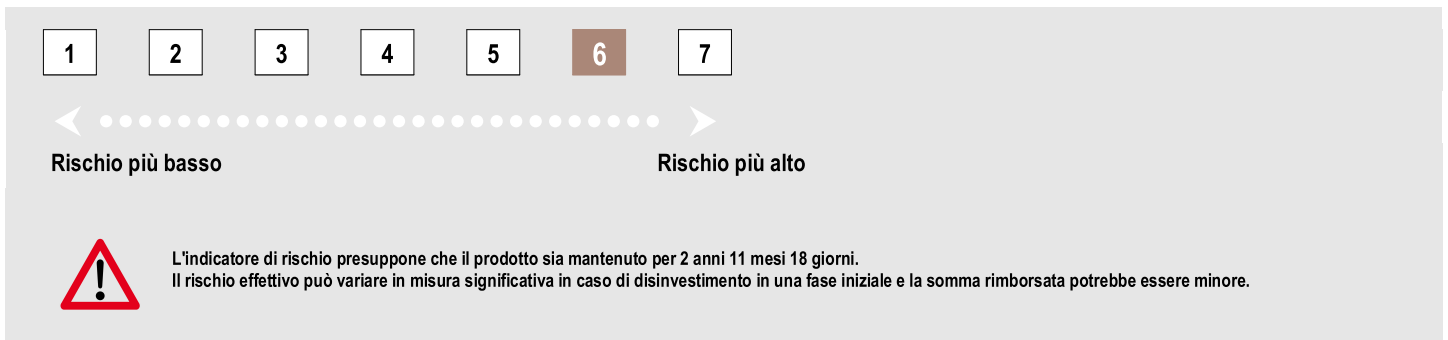 1 2 3 4 5 6 7
Rischio più basso Rischio più alto
L'indicatore di rischio presuppone che il prodotto sia mantenuto per 2 anni 11 mesi 18 giorni.
Il rischio effettivo può variare in misura significativa in caso di disinvestimento in una fase iniziale e la somma rimborsata potrebbe essere minore.